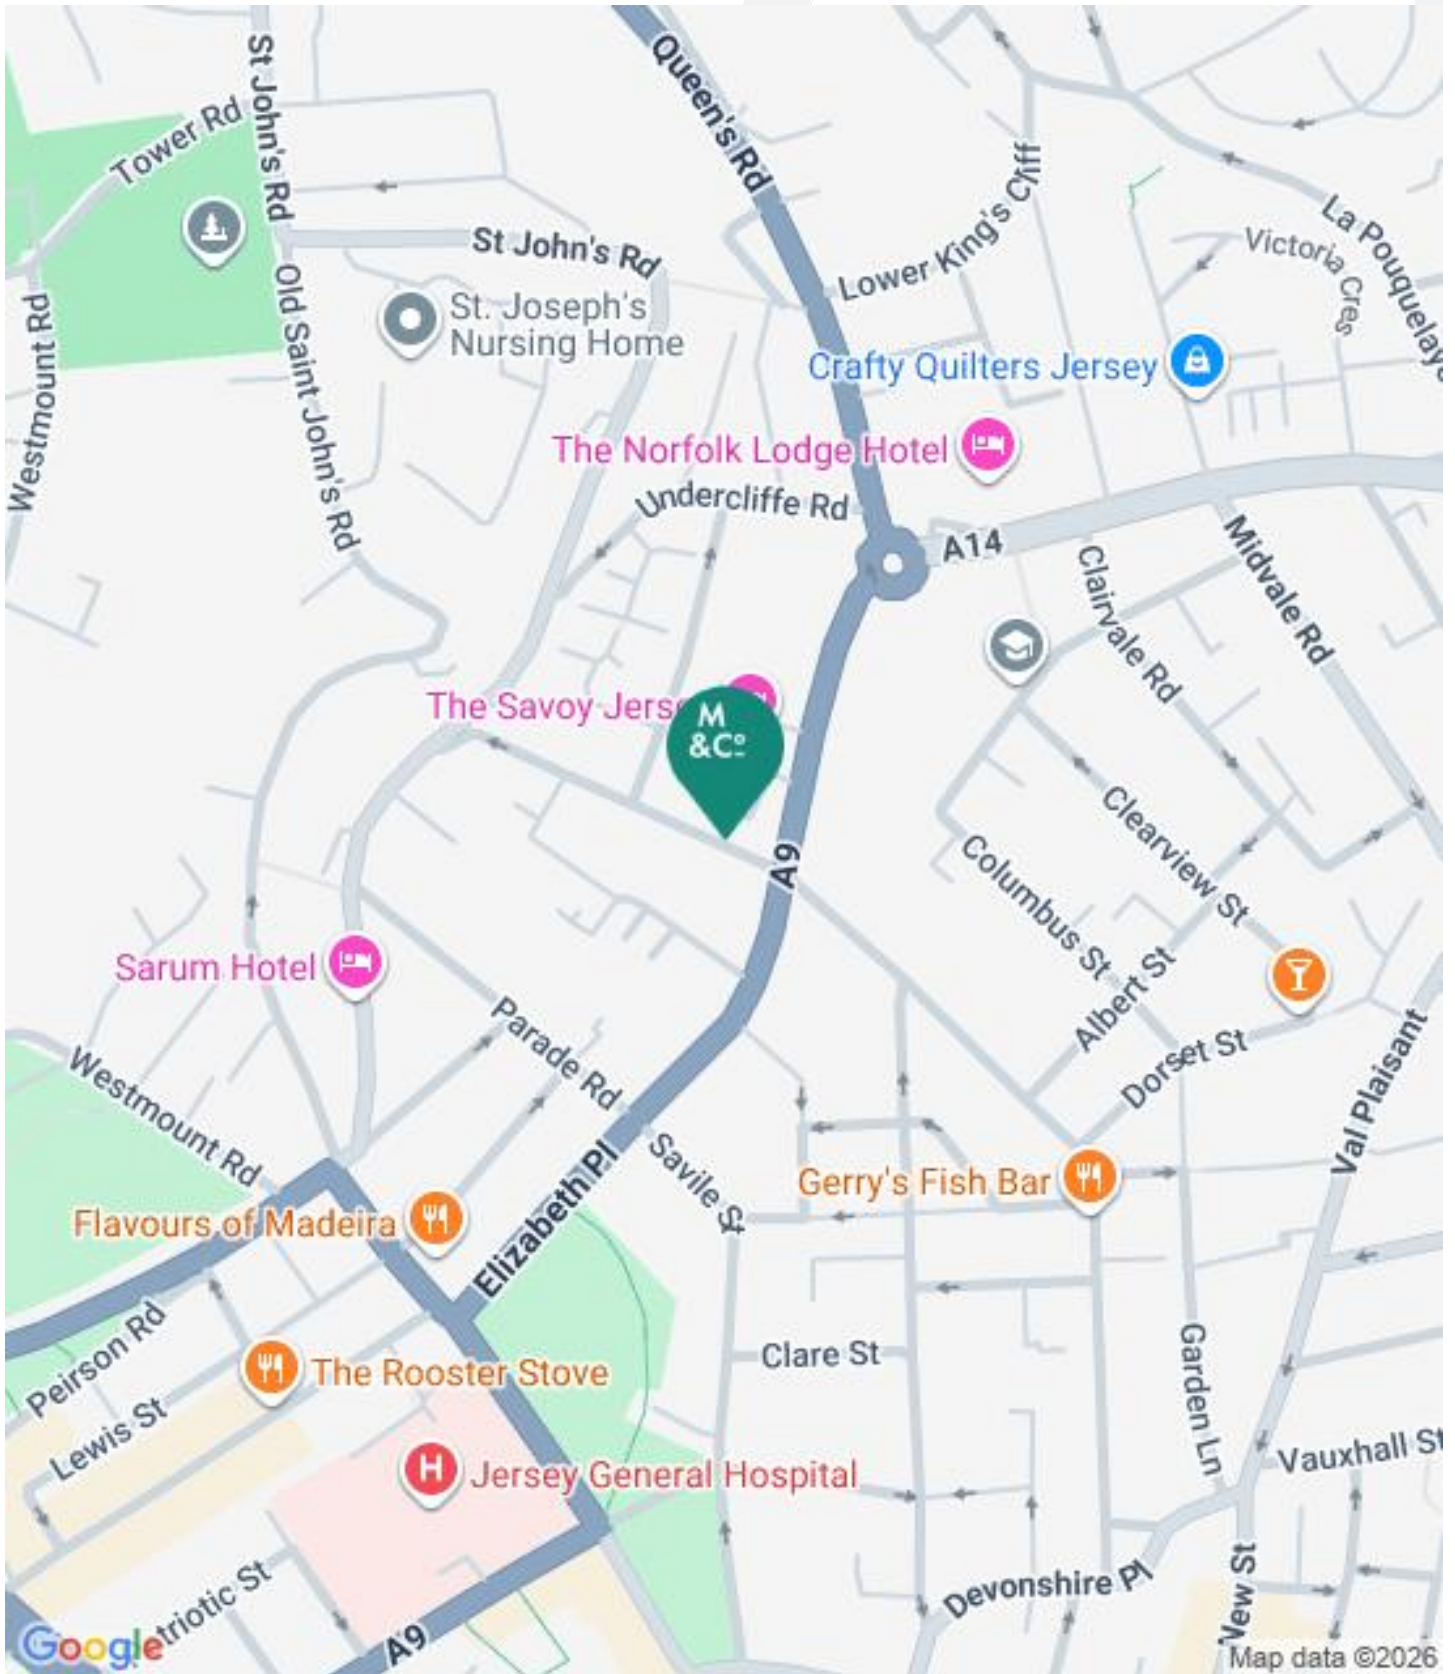 Queen's Rd
St John's Rd
Tower Rd
Lower King's Cliff
La Pouquelaye
Victoria Cres
St John's Rd
Old Saint John's Rd
Westmount Rd
St. Joseph's
Nursing Home
Crafty Quilters Jersey
The Norfolk Lodge Hotel
Undercliffe Rd
A14
Midvale Rd
Clairvale Rd
The Savoy Jerse
M
&Co
Clearview St
A9
Columbus St
Sarum Hotel
Albert St
Parade Rd
Dorset St
Val Plaisant
Westmount Rd
Savile St
Gerry's Fish Bar
Flavours of Madeira
Elizabeth Pl
Peirson Rd
Clare St
The Rooster Stove
Garden Ln
Lewis St
H
Jersey General Hospital
Vauxhall St
Devonshire Pl
New St
triotic St
A9
Google
Map data ©2026